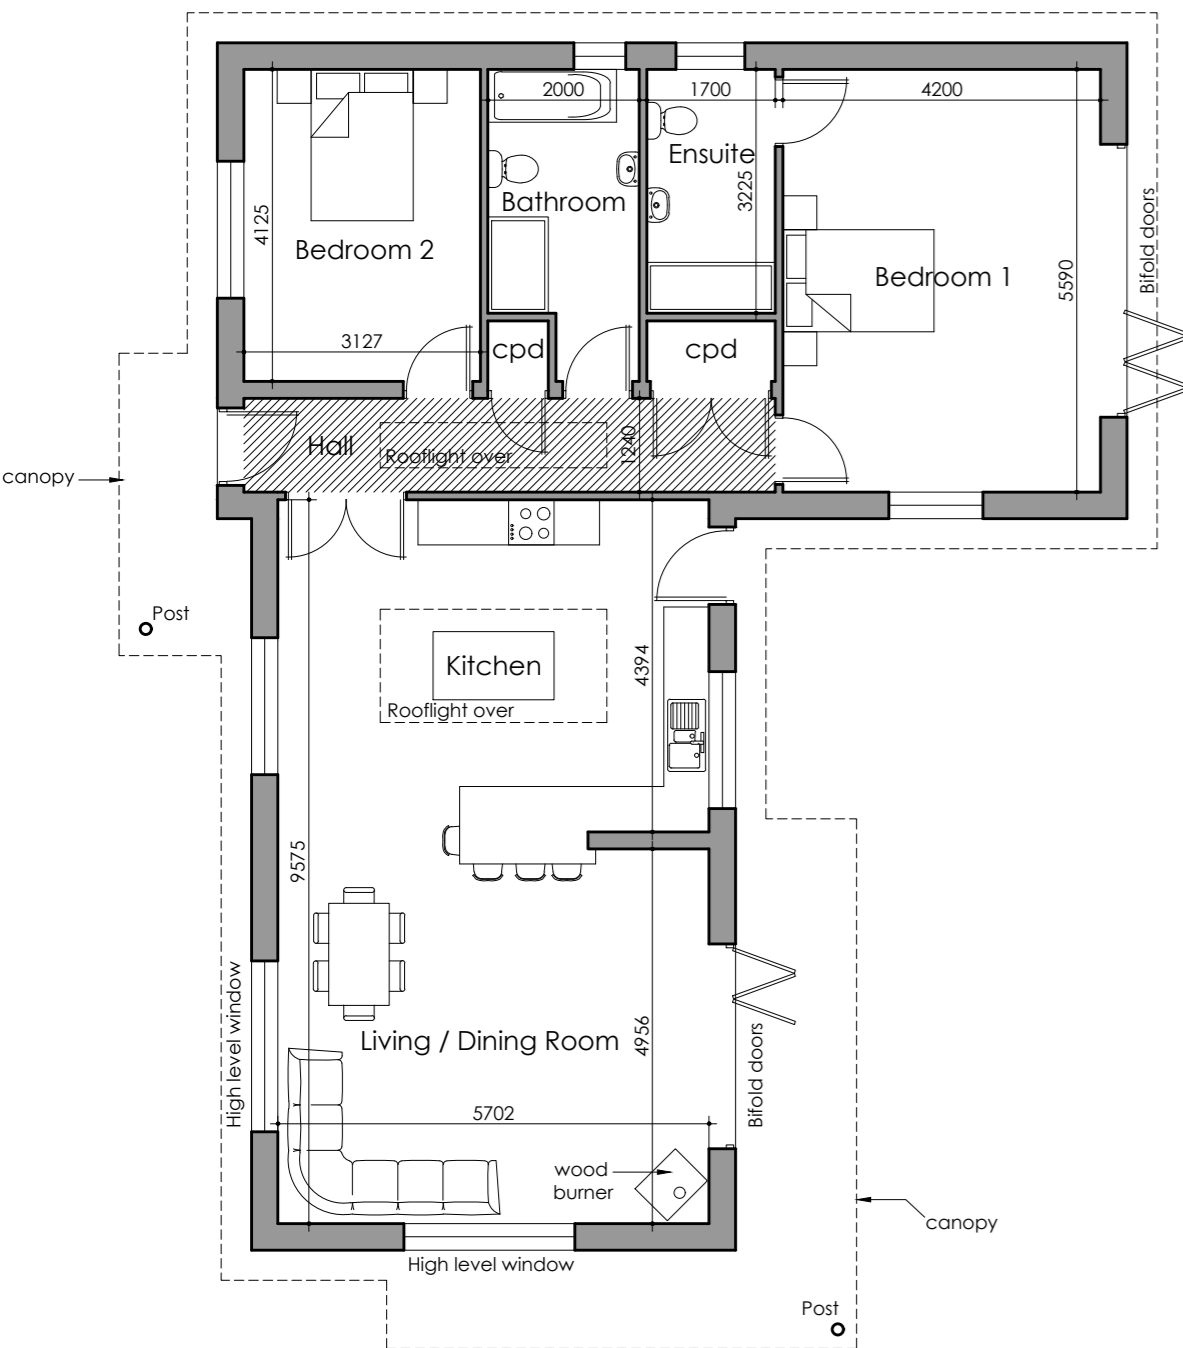 2000
1700
4200
Ensuite
3225
Bathroom
4125
Bedroom 2
Bedroom 1
5590
Bifold doors
3127
cpd
cpd
Hall
Rooflight over
1240
canopy
Post
Kitchen
Rooflight over
4394
9575
High level window
Living / Dining Room
4956
Bifold doors
5702
wood
burner
canopy
High level window
Post